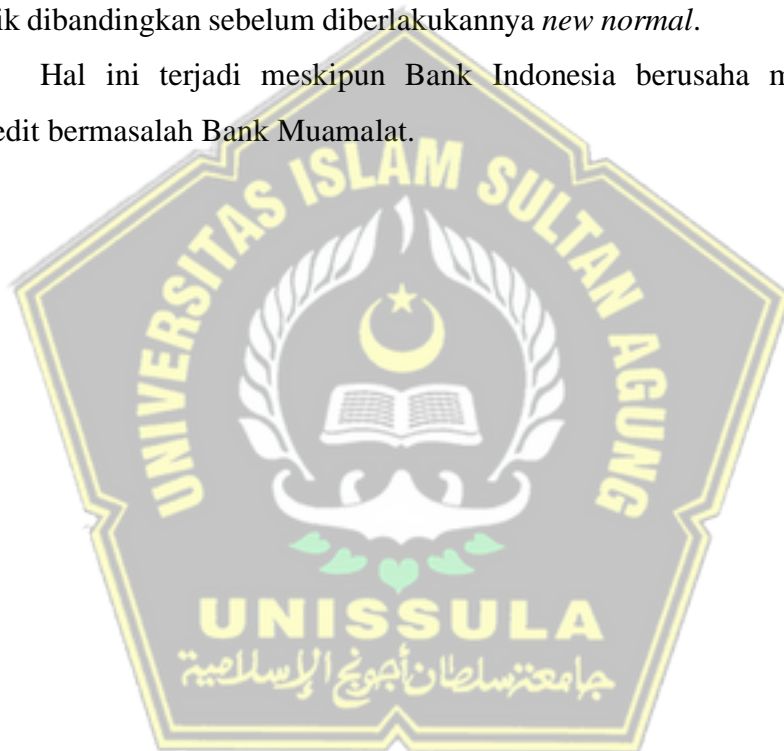 ik dibandingkan sebelum diberlakukannya new normal.
Hal ini terjadi meskipun Bank Indonesia berusaha m
edit bermasalah Bank Muamalat.
UNIVERSITAS ISLAM SULTAN AGUNG
UNISSULA
جامعة سلطان أجونج الإسلامية